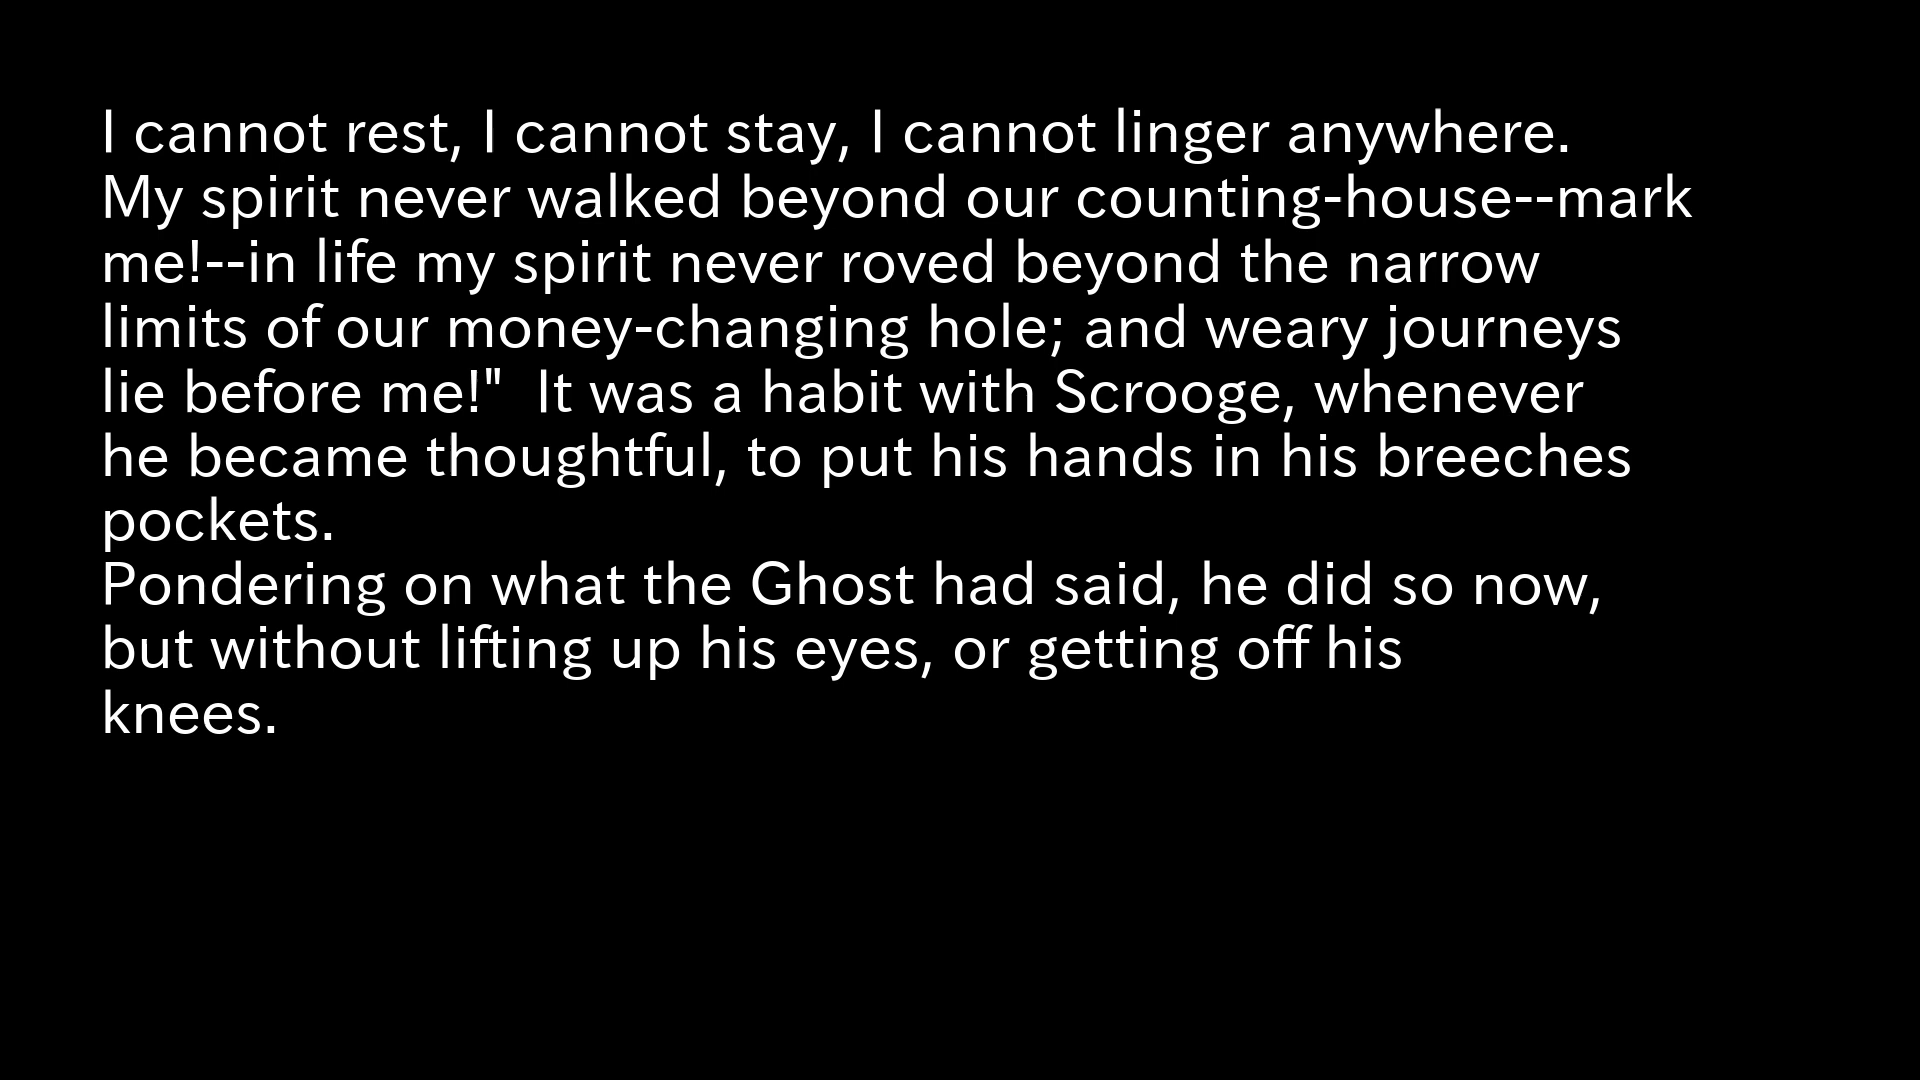 I cannot rest, I cannot stay, I cannot linger anywhere.
My spirit never walked beyond our counting-house--mark
me!--in life my spirit never roved beyond the narrow
limits of our money-changing hole; and weary journeys
lie before me!"  It was a habit with Scrooge, whenever
he became thoughtful, to put his hands in his breeches
pockets.
Pondering on what the Ghost had said, he did so now,
but without lifting up his eyes, or getting off his
knees.